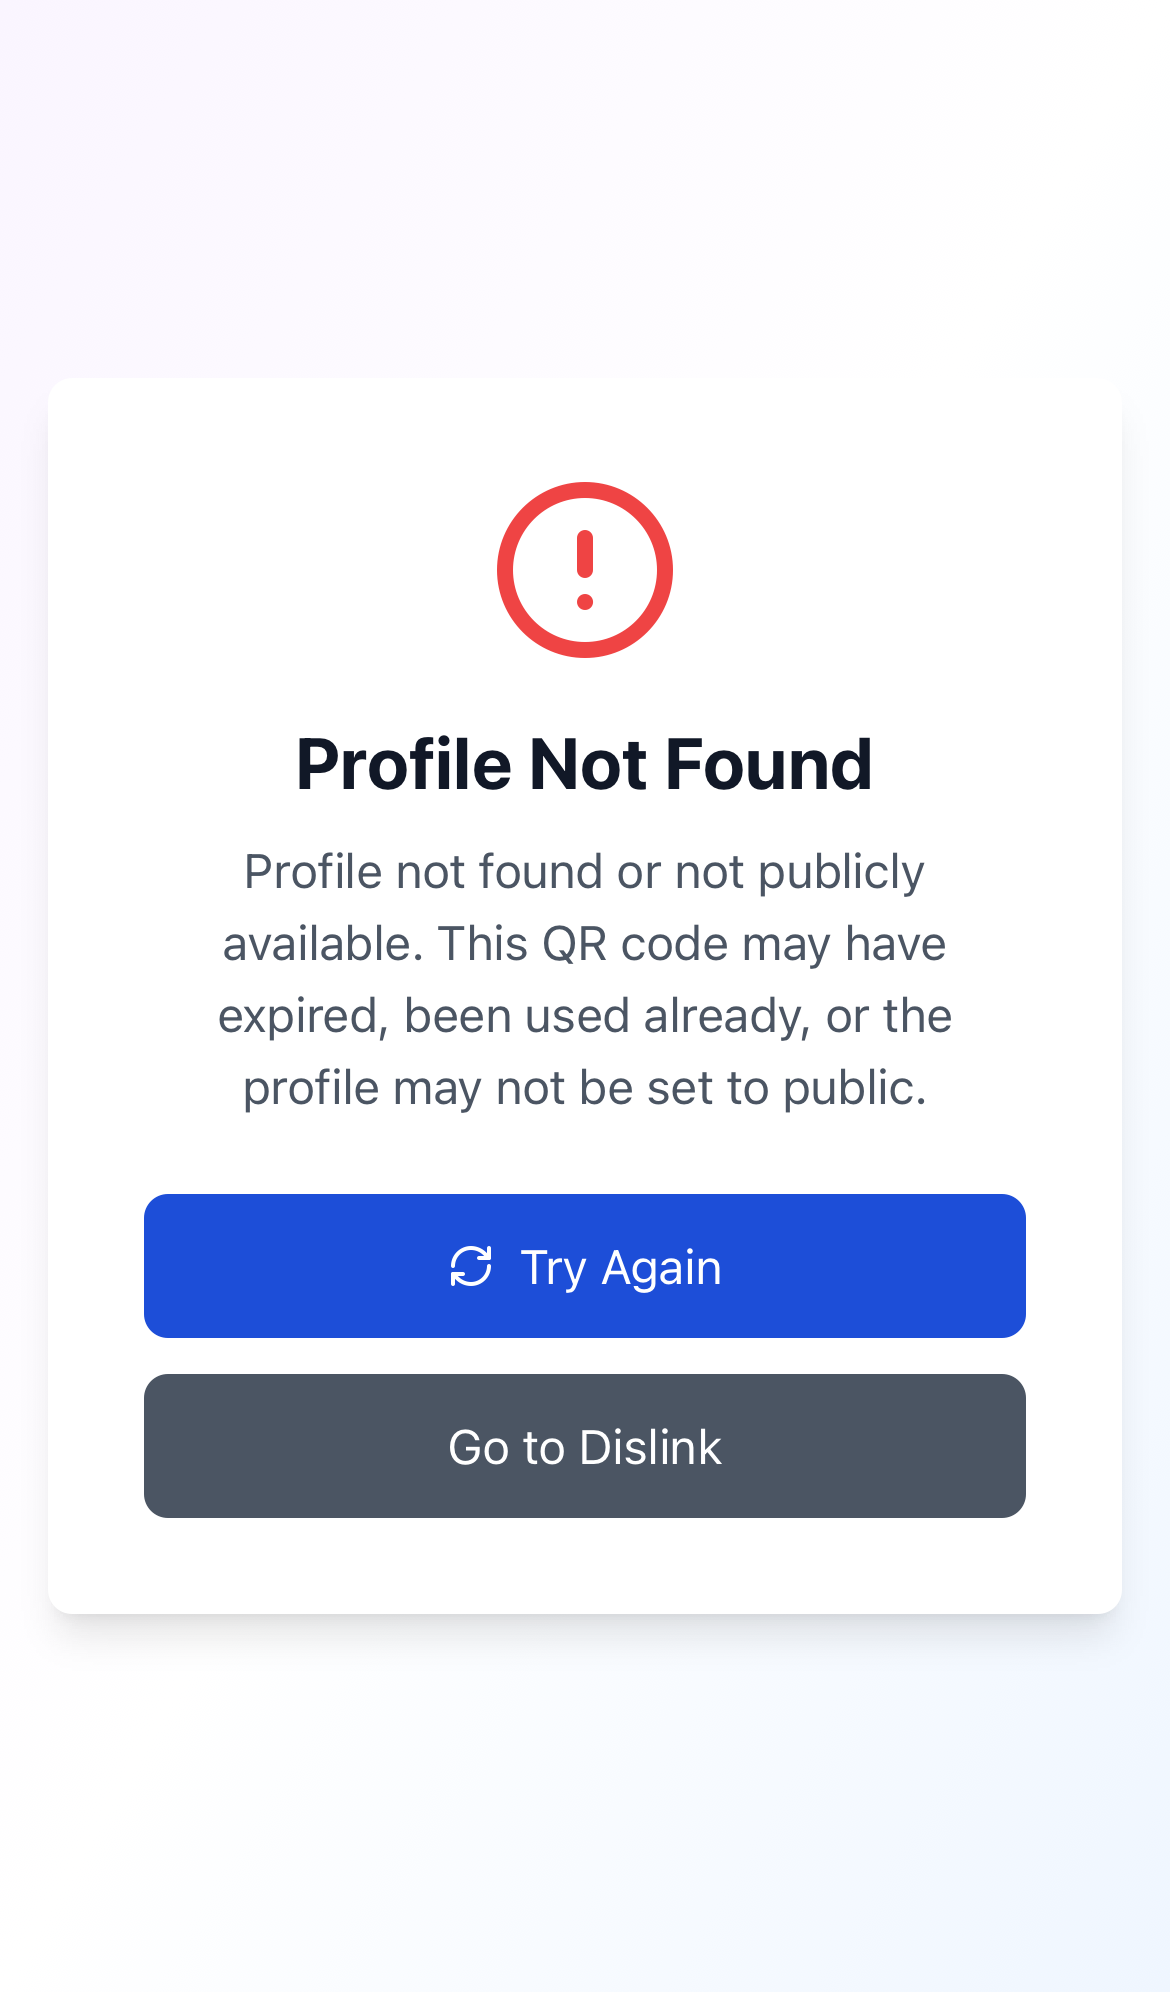 Profile Not Found
Profile not found or not publicly
available. This QR code may have
expired, been used already, or the
profile may not be set to public.
Try Again
Go to Dislink